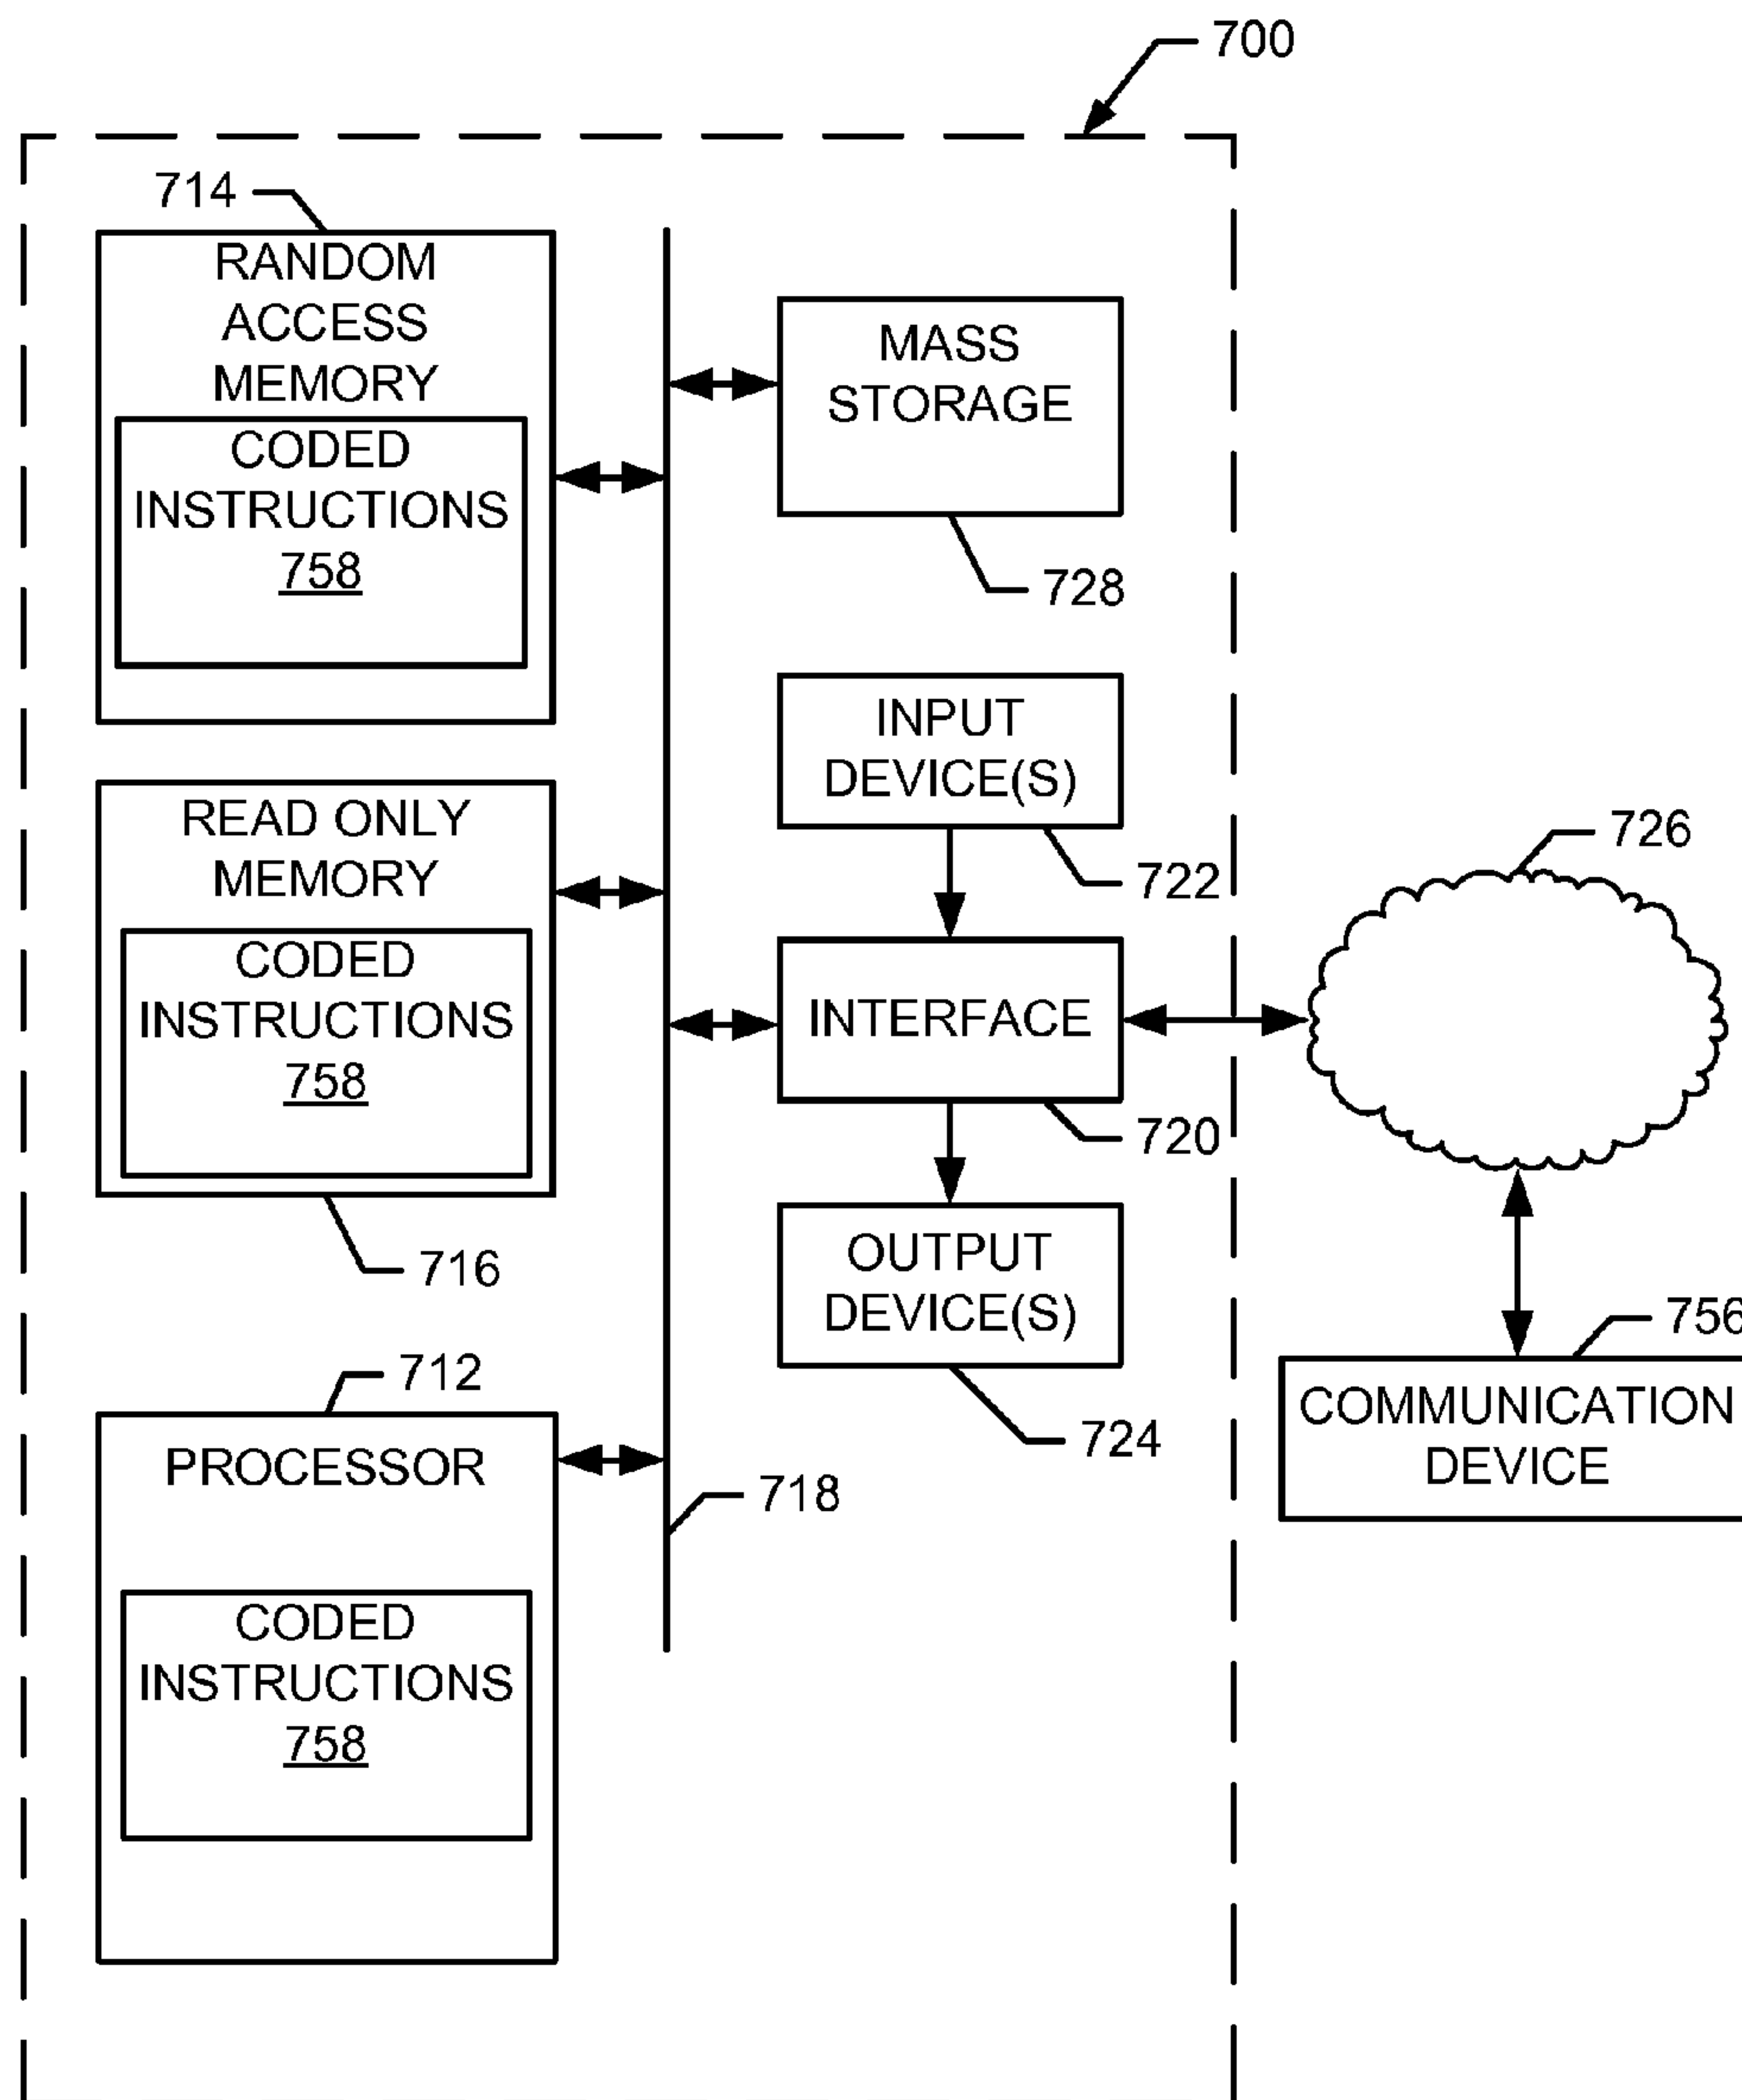 700
714
RANDOM
ACCESS
MEMORY
CODED
INSTRUCTIONS
758
MASS
STORAGE
728
INPUT
DEVICE(S)
722
READ ONLY
MEMORY
CODED
INSTRUCTIONS
758
716
INTERFACE
720
726
OUTPUT
DEVICE(S)
724
756
COMMUNICATION
DEVICE
712
PROCESSOR
718
CODED
INSTRUCTIONS
758